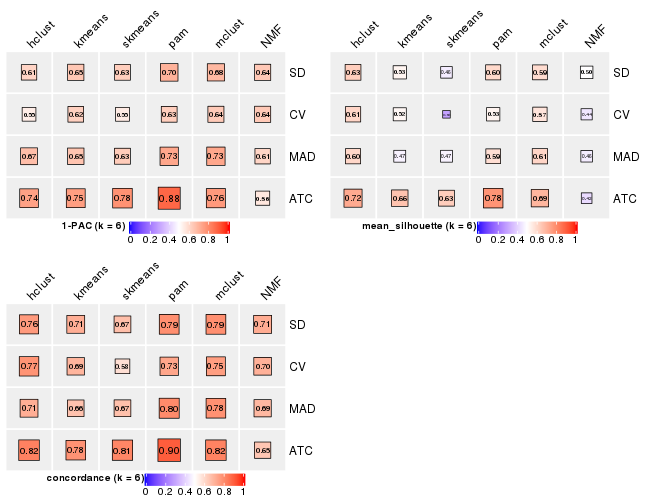 hclust kmeans skmeans pam mclust NMF
0.61 0.65 0.63 0.70 0.68 0.64 SD
0.55 0.62 0.55 0.63 0.64 0.64 CV
0.67 0.65 0.63 0.73 0.73 0.61 MAD
0.74 0.75 0.78 0.88 0.76 0.56 ATC
1-PAC (k = 6)
0 0.2 0.4 0.6 0.8 1
hclust kmeans skmeans pam mclust NMF
0.63 0.53 0.60 0.59 0.50 SD
0.61 0.52 0.53 0.57 0.44 CV
0.60 0.47 0.47 0.59 0.61 MAD
0.72 0.66 0.63 0.78 0.69 ATC
mean_silhouette (k = 6)
0 0.2 0.4 0.6 0.8 1
hclust kmeans skmeans pam mclust NMF
0.76 0.71 0.67 0.79 0.79 0.71 SD
0.77 0.69 0.58 0.73 0.75 0.70 CV
0.71 0.66 0.67 0.80 0.78 0.69 MAD
0.82 0.78 0.81 0.90 0.82 0.65 ATC
concordance (k = 6)
0 0.2 0.4 0.6 0.8 1